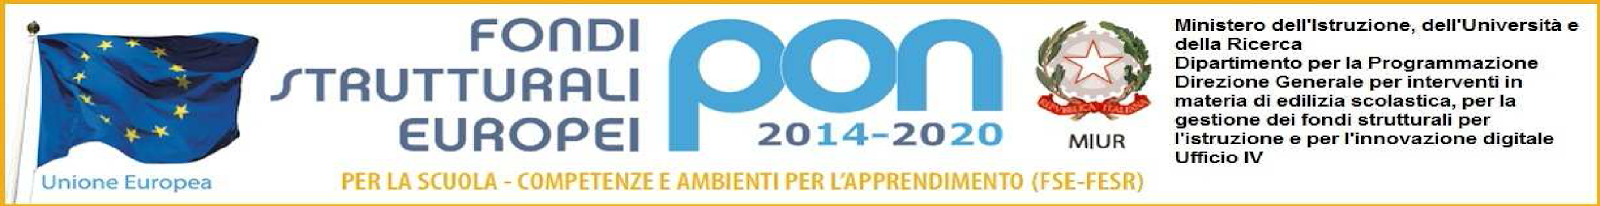 Unione Europea
FONDI
STRUTTURALI
EUROPEI
pon
2014-2020
PER LA SCUOLA - COMPETENZE E AMBIENTI PER L'APPRENDIMENTO (FSE-FESR)
REPVBBLICA ITALIANA
MIUR
Ministero dell'Istruzione, dell'Università e
della Ricerca
Dipartimento per la Programmazione
Direzione Generale per interventi in
materia di edilizia scolastica, per la
gestione dei fondi strutturali per
l'istruzione e per l'innovazione digitale
Ufficio IV